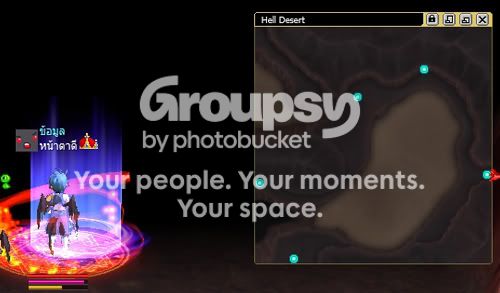 Hell Desert
Groupsy
by photobucket
ข้อมูล
หน้าตาดี
Your people. Your moments.
Your space.